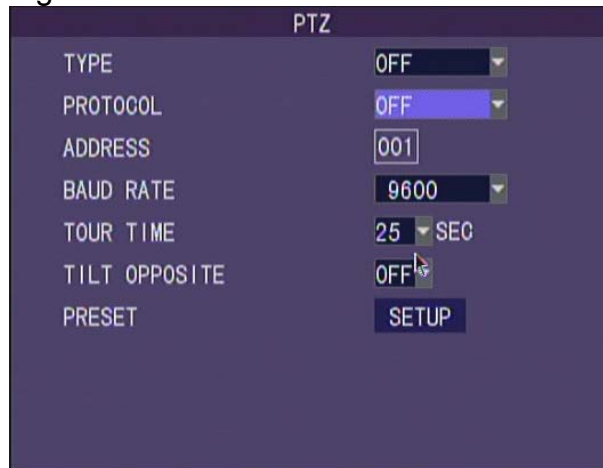 PTZ
TYPE OFF
PROTOCOL OFF
ADDRESS 001
BAUD RATE 9600
TOUR TIME 25 SEC
TILT OPPOSITE OFF
PRESET SETUP